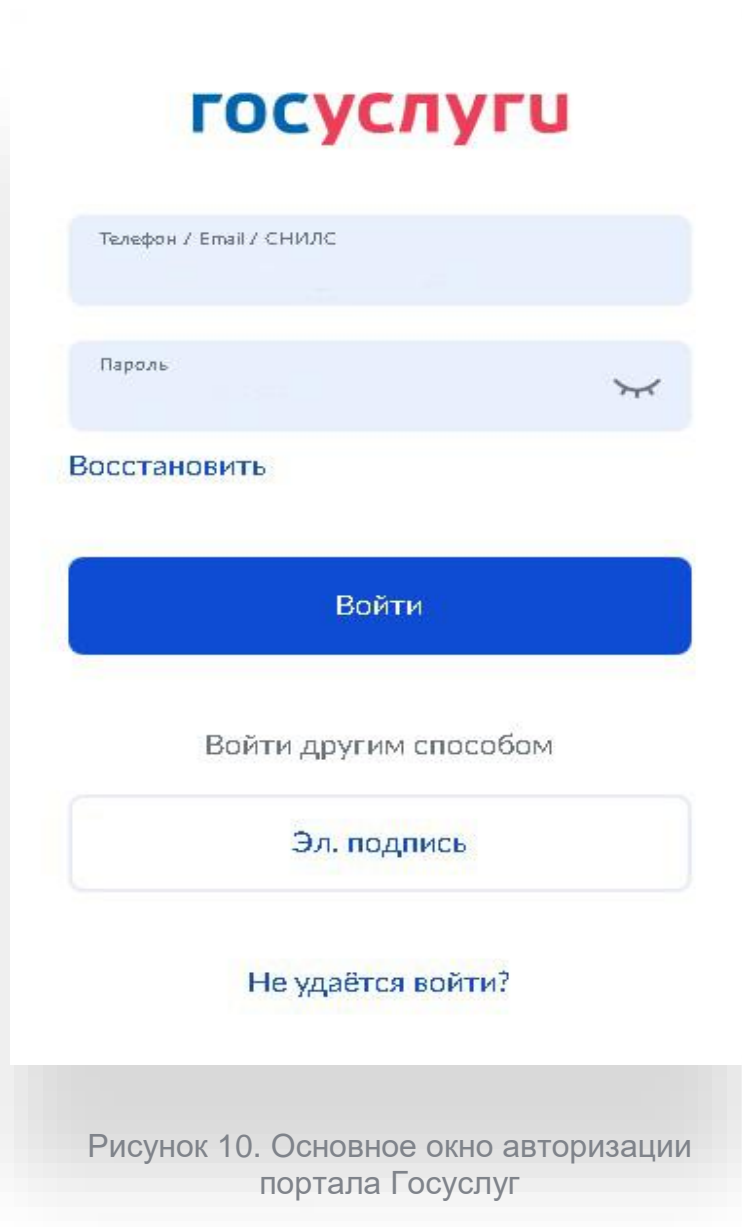 госуслуги
Телефон / Email / СНИЛС
Пароль
Восстановить
Войти
Войти другим способом
Эл. подпись
Не удаётся войти?
Рисунок 10. Основное окно авторизации
портала Госуслуг